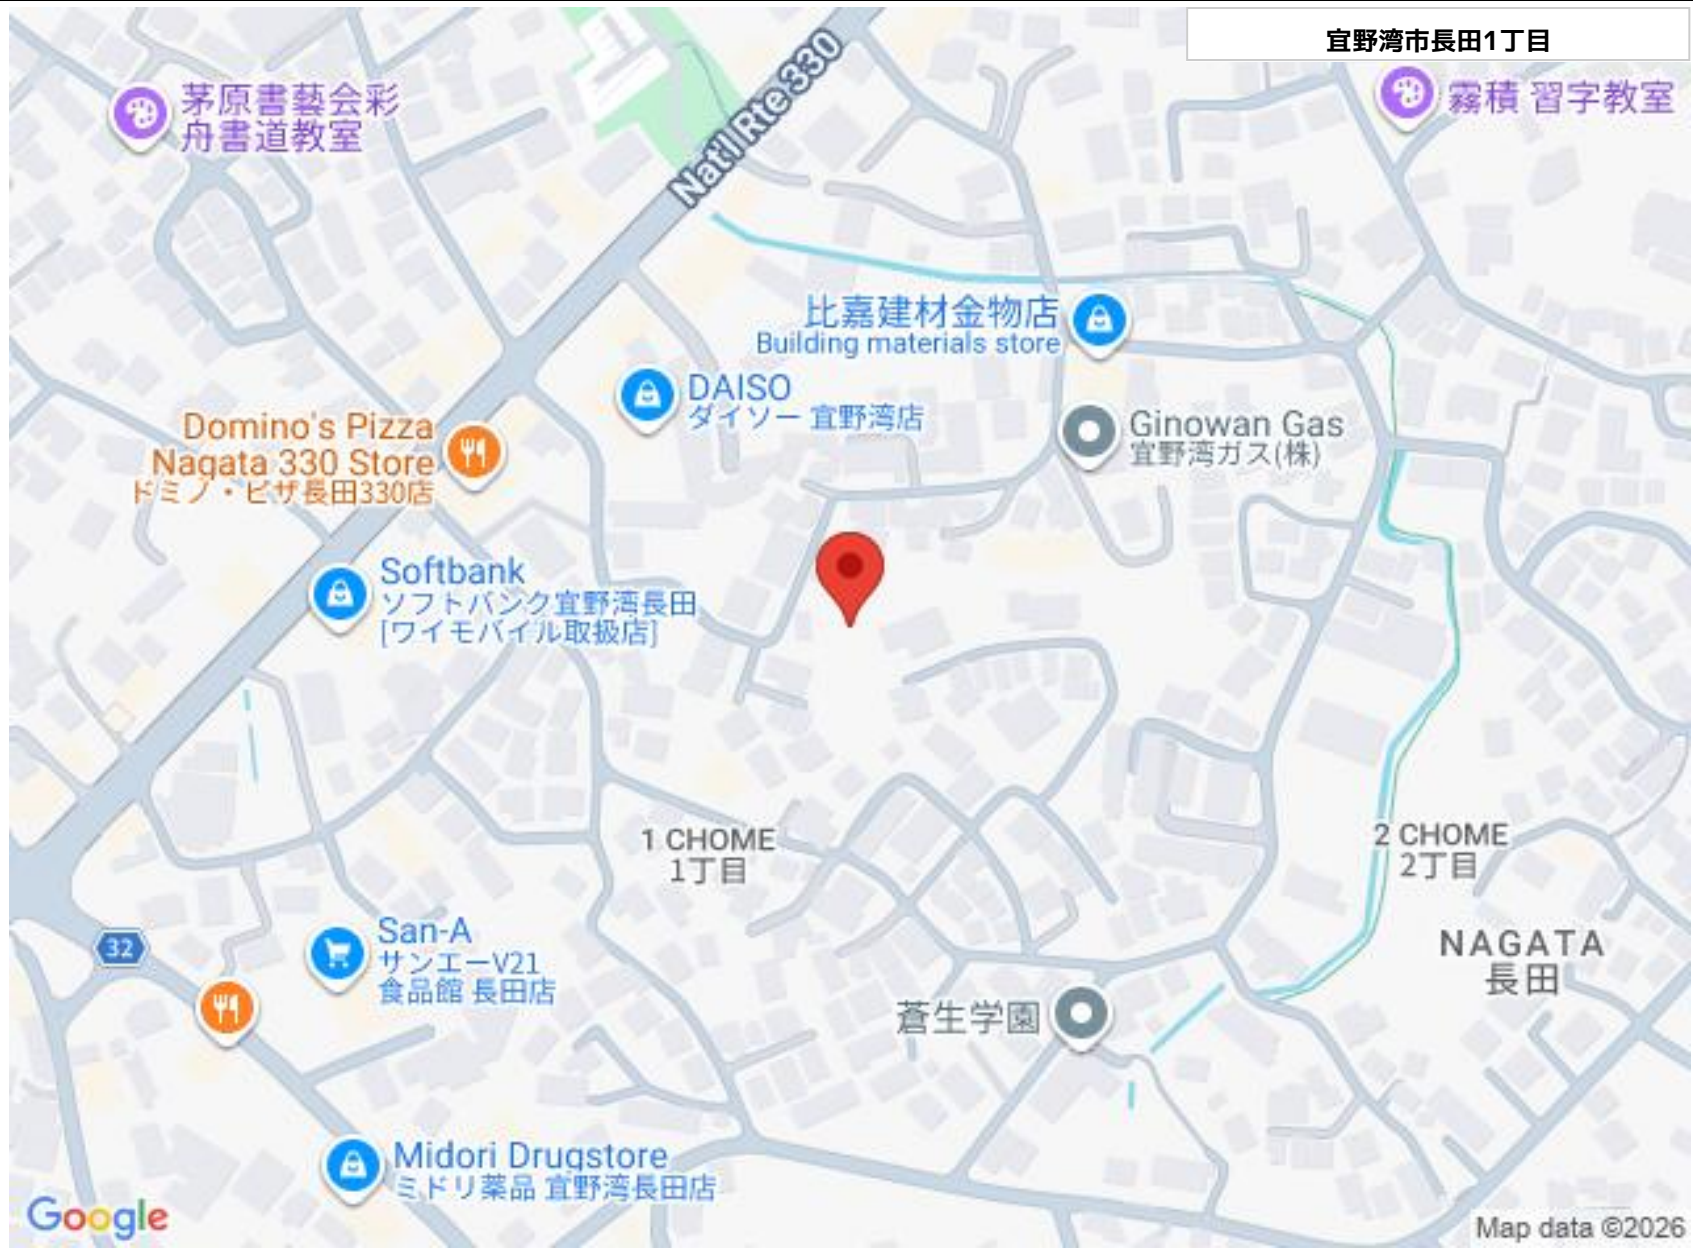 宜野湾市長田1丁目
茅原書藝会彩
舟書道教室
Nat'l Rte 330
霧積 習字教室
比嘉建材金物店
Building materials store
DAISO
ダイソー 宜野湾店
Domino's Pizza
Nagata 330 Store
ドミノ・ピザ長田330店
Ginowan Gas
宜野湾ガス(株)
Softbank
ソフトバンク宜野湾長田
[ワイモバイル取扱店]
1 CHOME
1丁目
2 CHOME
2丁目
32
San-A
サンエーV21
食品館 長田店
NAGATA
長田
蒼生学園
Midori Drugstore
ミドリ薬品 宜野湾長田店
Google
Map data ©2026